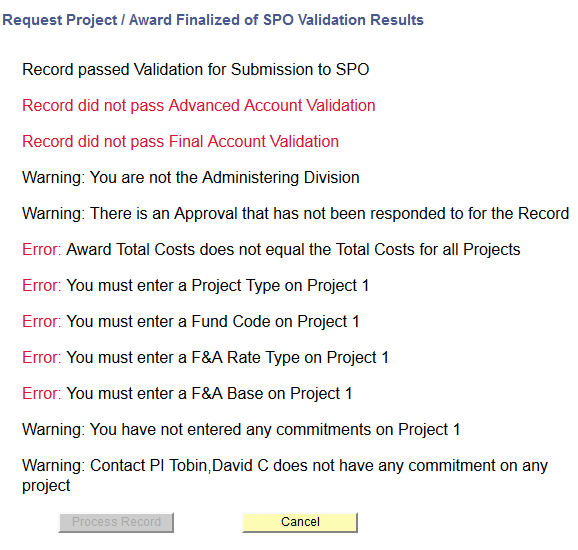 Request Project / Award Finalized of SPO Validation Results
Record passed Validation for Submission to SPO
Record did not pass Advanced Account Validation
Record did not pass Final Account Validation
Warning: You are not the Administering Division
Warning: There is an Approval that has not been responded to for the Record
Error: Award Total Costs does not equal the Total Costs for all Projects
Error: You must enter a Project Type on Project 1
Error: You must enter a Fund Code on Project 1
Error: You must enter a F&A Rate Type on Project 1
Error: You must enter a F&A Base on Project 1
Warning: You have not entered any commitments on Project 1
Warning: Contact PI Tobin,David C does not have any commitment on any
project
Process Record Cancel